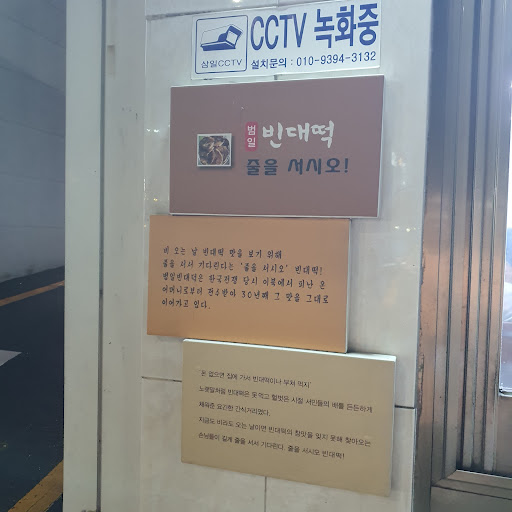 CCTV 녹화중
삼일CCTV
설치문의 : 010-9394-3132
범일 빈대떡
줄을 서시오!
비 오는 날 빈대떡 맛을 보기 위해
줄을 서서 기다린다는 '줄을 서시오' 빈대떡!
범일빈대떡은 한국전쟁 당시 이북에서 피난 온
어머니로부터 전수받아 30년째 그 맛을 그대로
이어가고 있다.
'돈 없으면 집에 가서 빈대떡이나 부쳐 먹지'
노랫말처럼 빈대떡은 못 먹고 헐벗은 시절 서민들의 배를 든든하게
채워준 요긴한 간식거리였다.
지금도 비라도 오는 날이면 빈대떡의 참맛을 잊지 못해 찾아오는
손님들이 길게 줄을 서서 기다린다. 줄을 서시오 빈대떡!